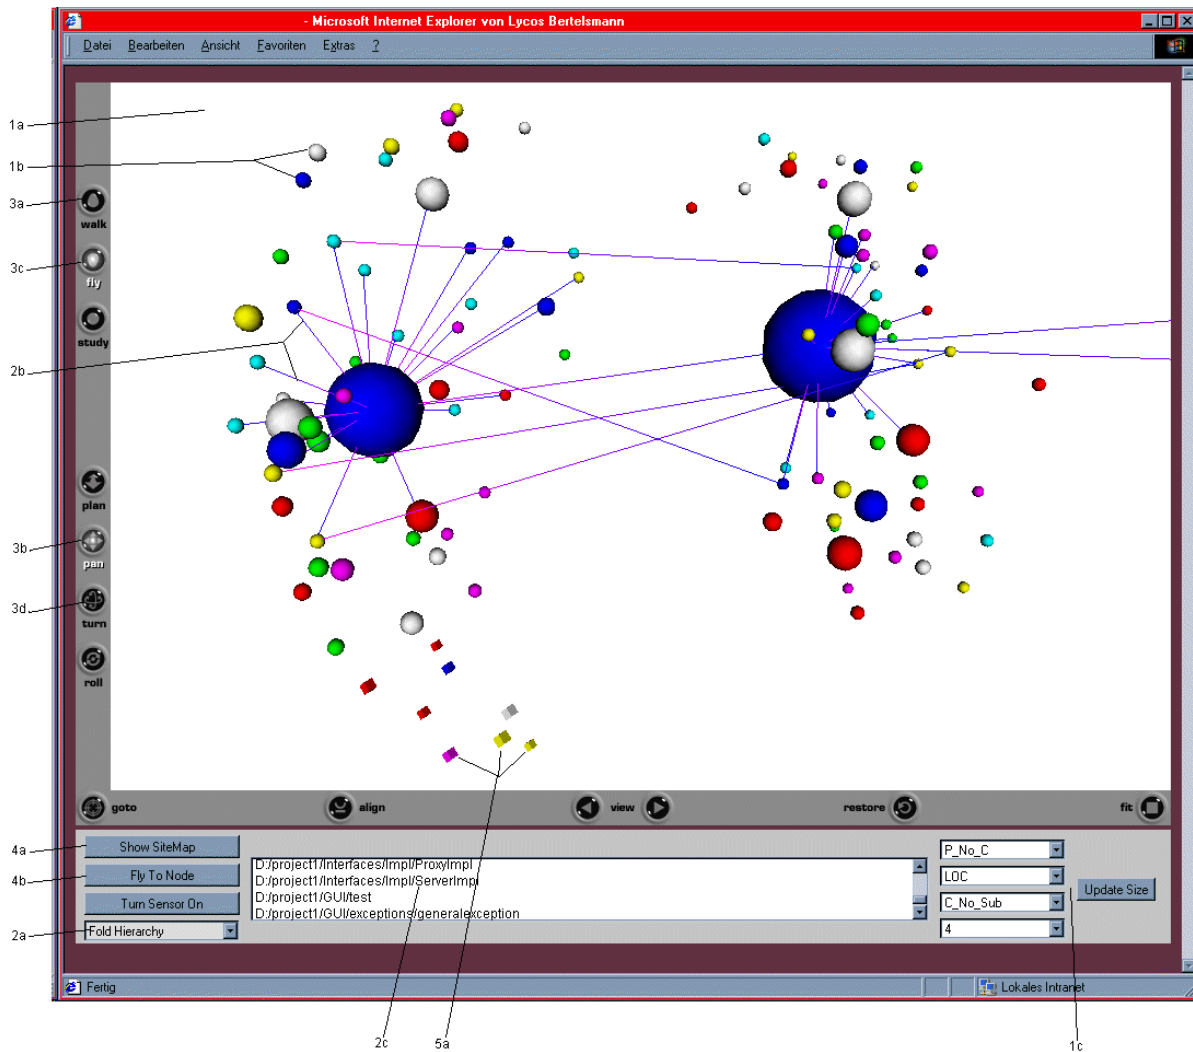 - Microsoft Internet Explorer von Lycos Bertelsmann
Datei Bearbeiten Ansicht Favoriten Extras ?
1a
1b
3a
walk
3c
fly
study
2b
plan
3b
pan
3d
turn
roll
goto align view restore fit
4a Show SiteMap
4b Fly To Node
Turn Sensor On
2a Fold Hierarchy
D:/project1/Interfaces/Impl/ProxyImpl
D:/project1/Interfaces/Impl/ServerImpl
D:/project1/GUI/test
D:/project1/GUI/exceptions/generalexception
P_No_C
LOC
C_No_Sub
4
Update Size
Fertig Lokales Intranet
2c 5a 1c